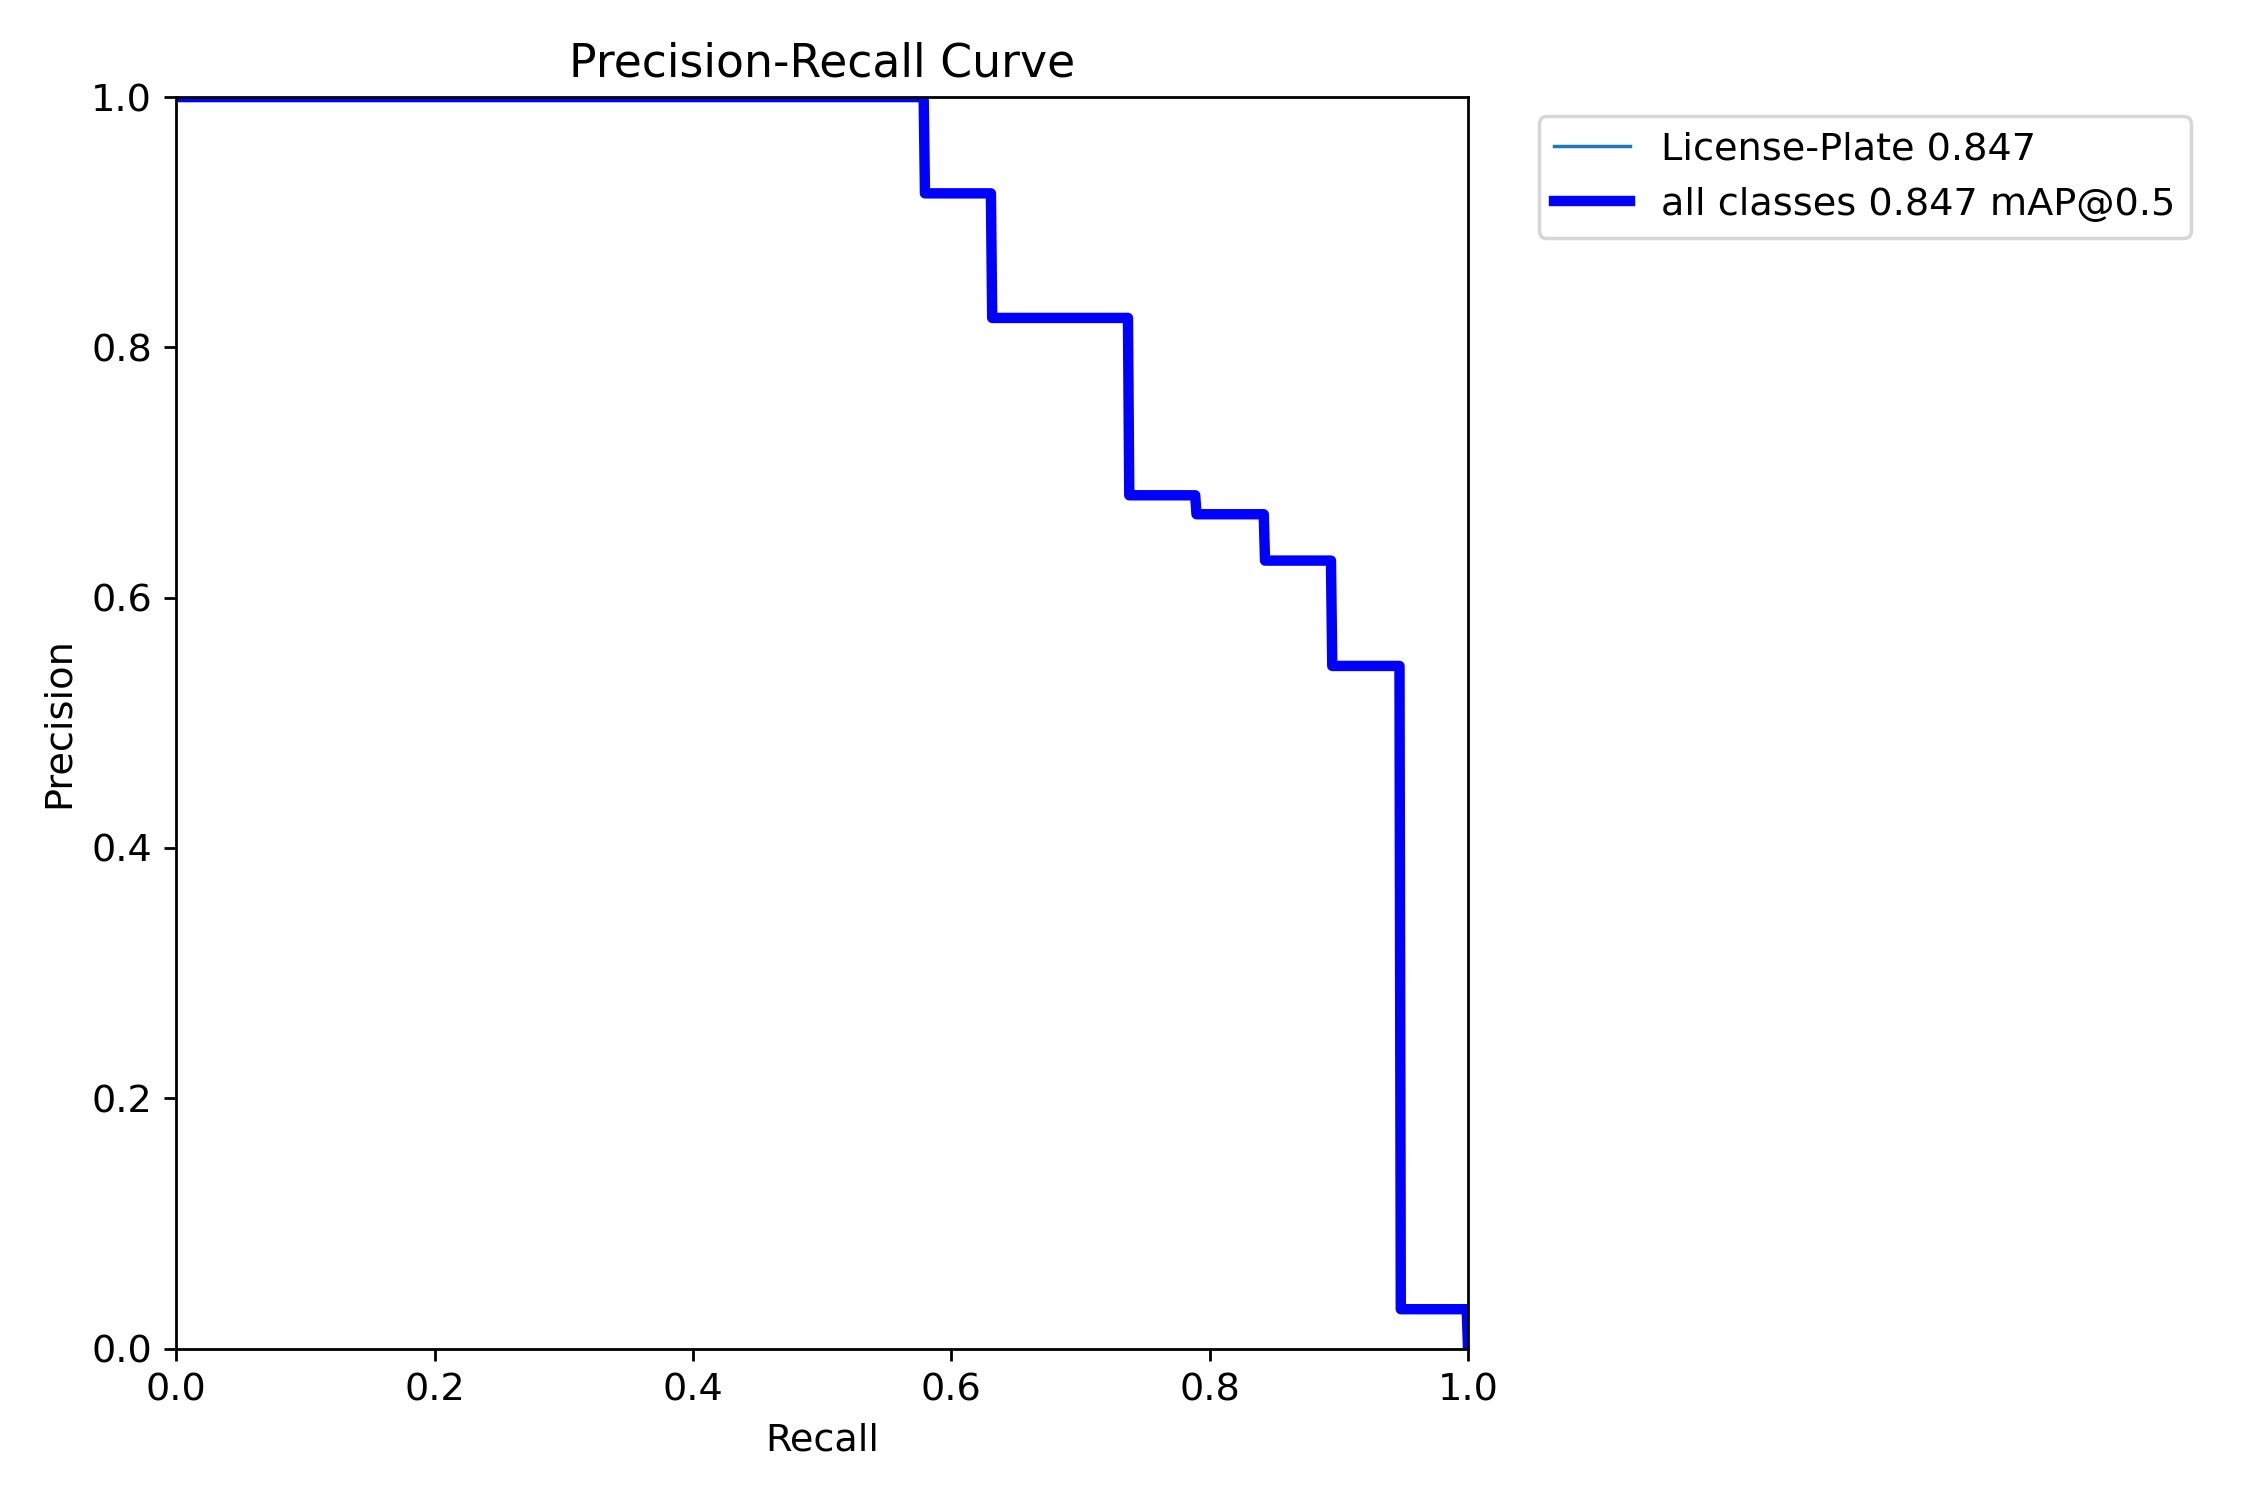 Precision-Recall Curve
License-Plate 0.847
all classes 0.847 mAP@0.5
Precision
1.0
0.8
0.6
0.4
0.2
0.0
0.0 0.2 0.4 0.6 0.8 1.0
Recall